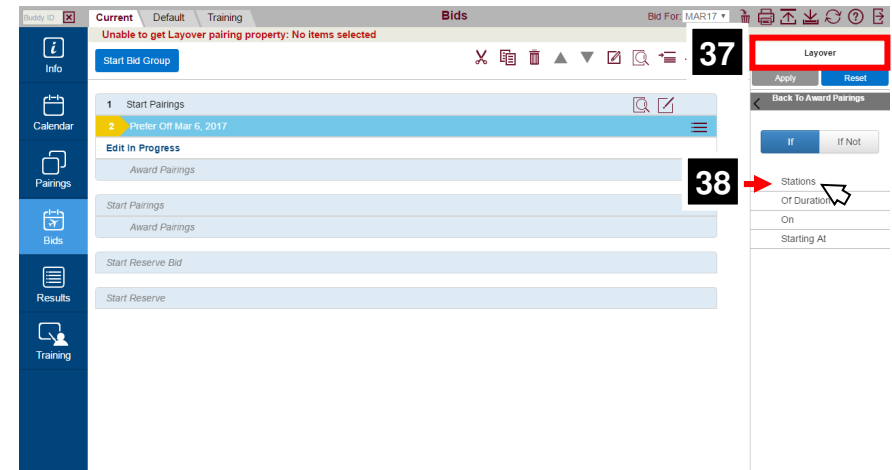 Buddy ID
Current Default Training
Bids
Bid For: MAR17
Unable to get Layover pairing property: No items selected
Start Bid Group
37
Layover
Apply Reset
Back To Award Pairings
If If Not
38
Stations
Of Duration
On
Starting At
Info
Calendar
Pairings
Bids
Results
Training
1 Start Pairings
2 Prefer Off Mar 6, 2017
Edit In Progress
Award Pairings
Start Pairings
Award Pairings
Start Reserve Bid
Start Reserve